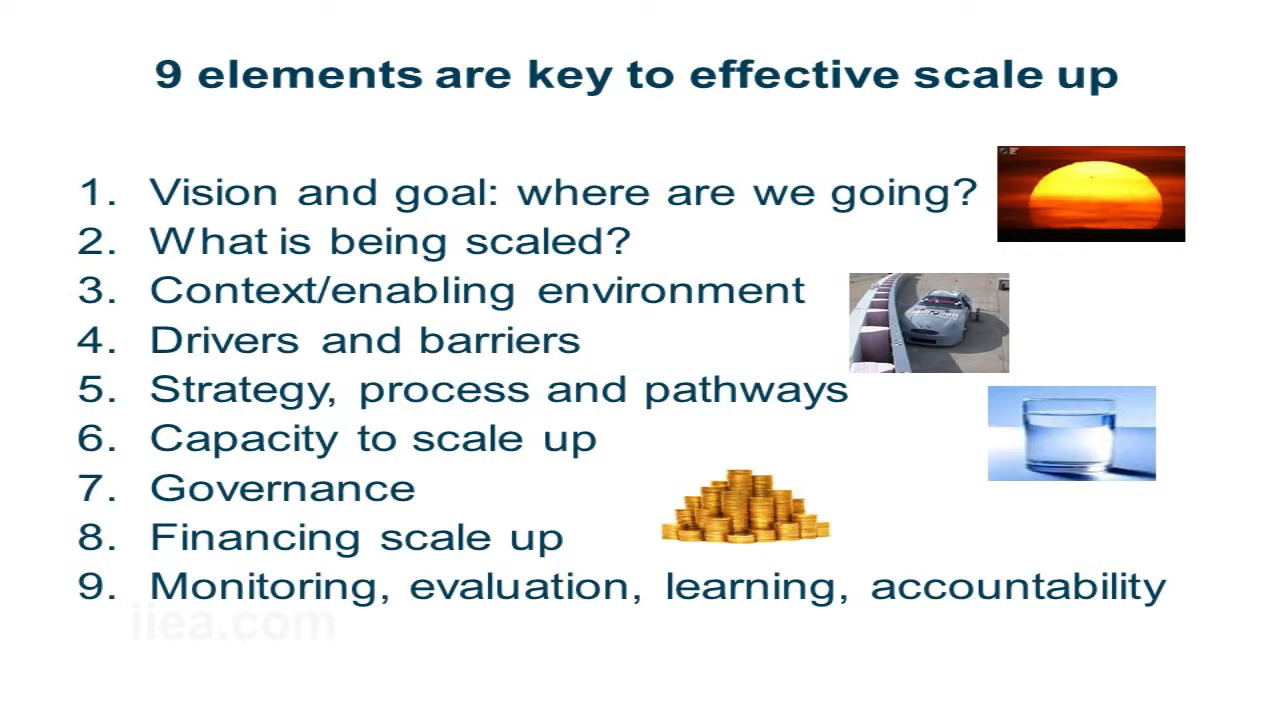 9 elements are key to effective scale up
1. Vision and goal: where are we going?
2. What is being scaled?
3. Context/enabling environment
4. Drivers and barriers
5. Strategy, process and pathways
6. Capacity to scale up
7. Governance
8. Financing scale up
9. Monitoring, evaluation, learning, accountability
iiea.com